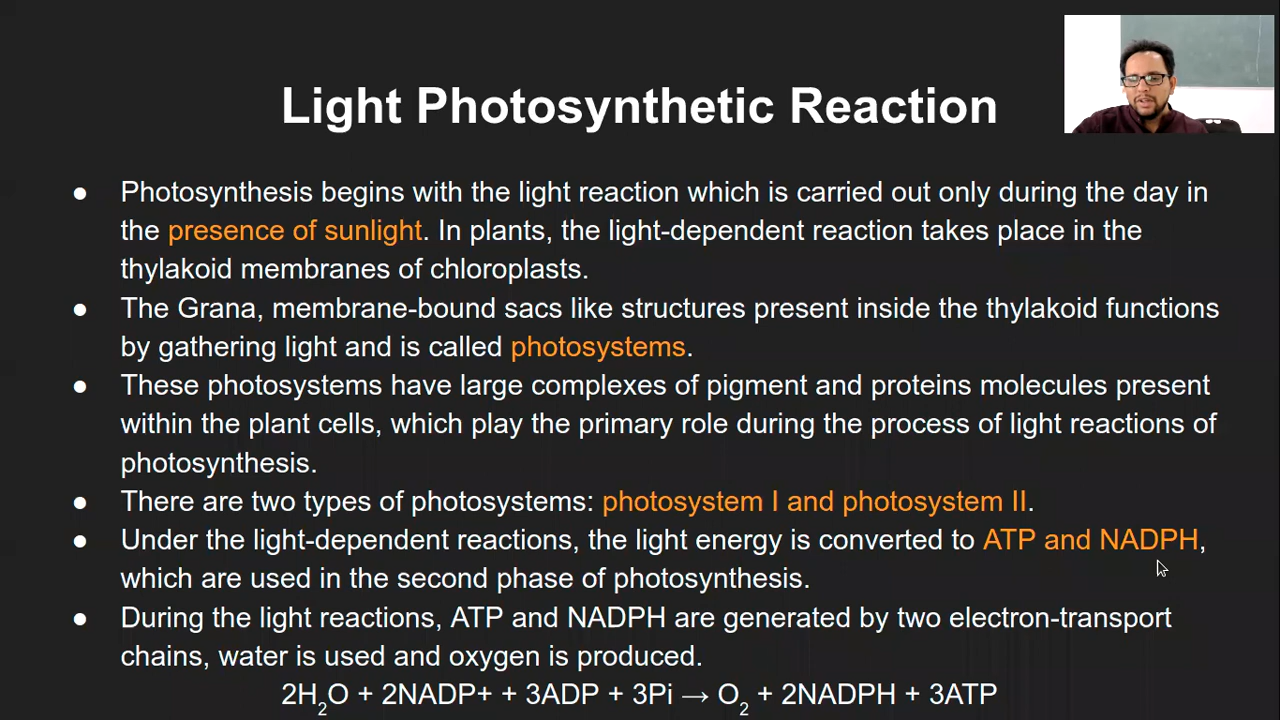 Light Photosynthetic Reaction
● Photosynthesis begins with the light reaction which is carried out only during the day in
the presence of sunlight. In plants, the light-dependent reaction takes place in the
thylakoid membranes of chloroplasts.
● The Grana, membrane-bound sacs like structures present inside the thylakoid functions
by gathering light and is called photosystems.
● These photosystems have large complexes of pigment and proteins molecules present
within the plant cells, which play the primary role during the process of light reactions of
photosynthesis.
● There are two types of photosystems: photosystem I and photosystem II.
● Under the light-dependent reactions, the light energy is converted to ATP and NADPH,
which are used in the second phase of photosynthesis.
● During the light reactions, ATP and NADPH are generated by two electron-transport
chains, water is used and oxygen is produced.
2H₂O + 2NADP+ + 3ADP + 3Pi → O₂ + 2NADPH + 3ATP